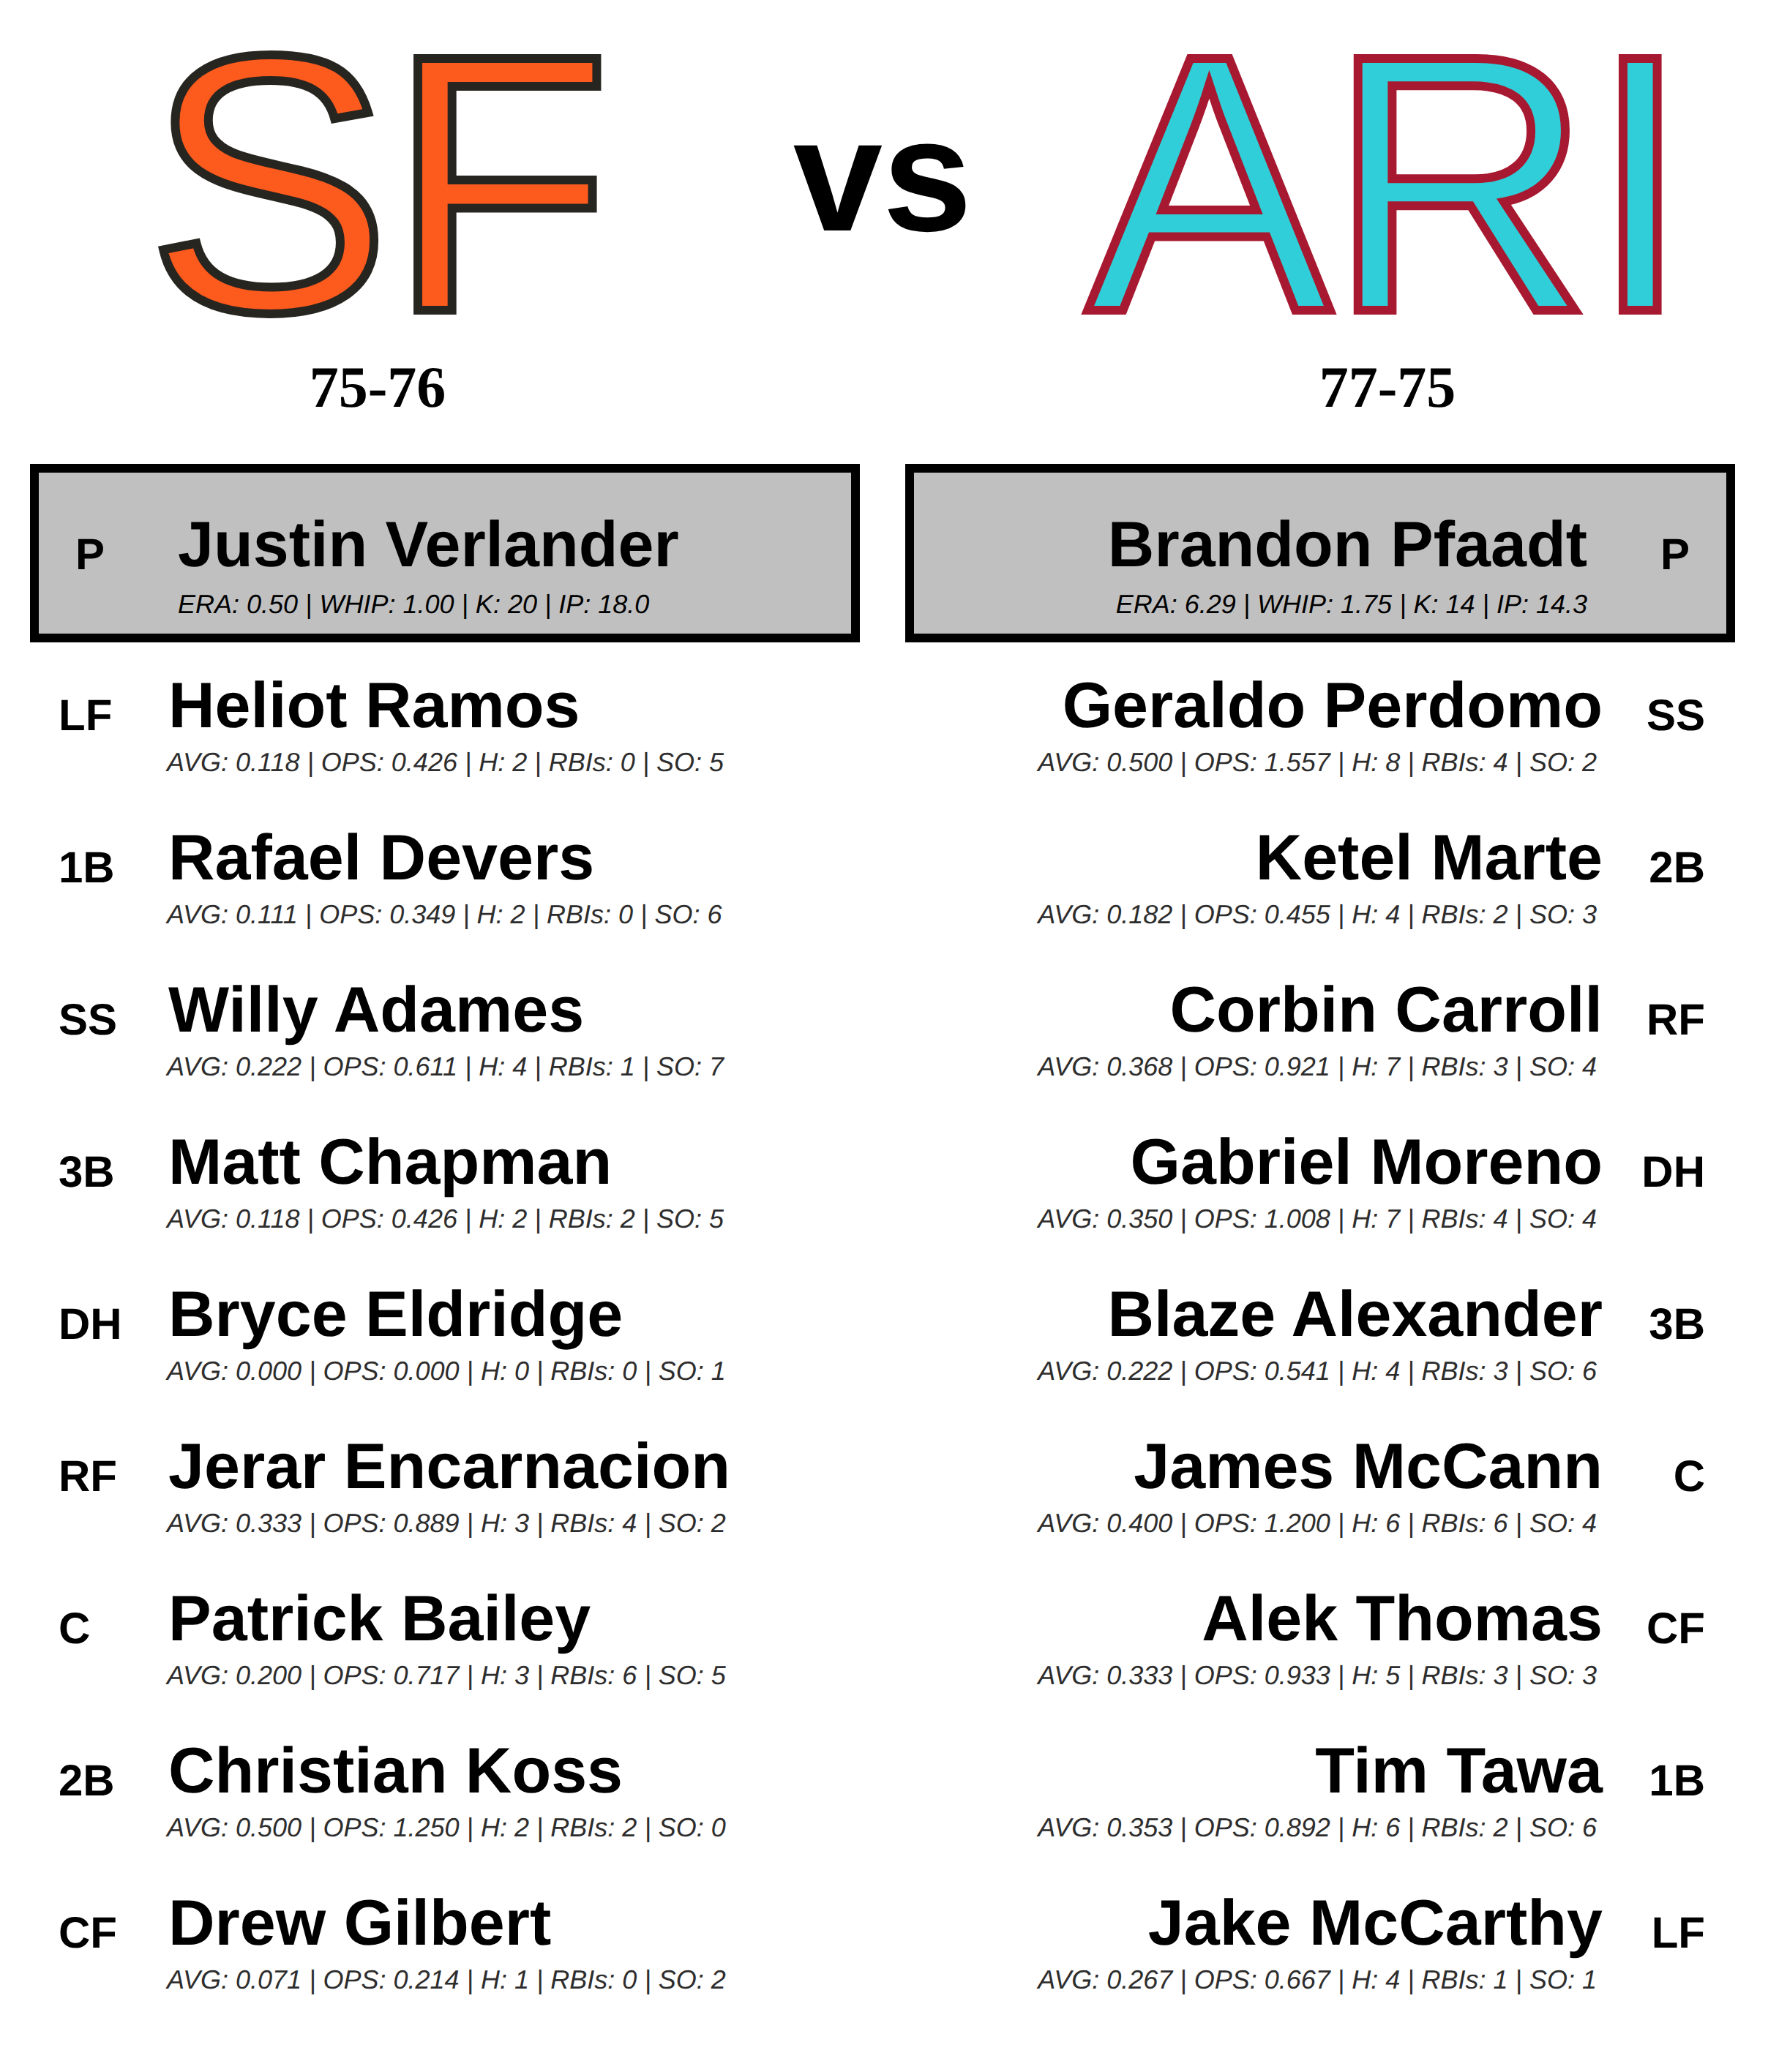 SF vs ARI
75-76
77-75
P Justin Verlander
ERA: 0.50 | WHIP: 1.00 | K: 20 | IP: 18.0
Brandon Pfaadt P
ERA: 6.29 | WHIP: 1.75 | K: 14 | IP: 14.3
LF Heliot Ramos
AVG: 0.118 | OPS: 0.426 | H: 2 | RBIs: 0 | SO: 5
1B Rafael Devers
AVG: 0.111 | OPS: 0.349 | H: 2 | RBIs: 0 | SO: 6
SS Willy Adames
AVG: 0.222 | OPS: 0.611 | H: 4 | RBIs: 1 | SO: 7
3B Matt Chapman
AVG: 0.118 | OPS: 0.426 | H: 2 | RBIs: 2 | SO: 5
DH Bryce Eldridge
AVG: 0.000 | OPS: 0.000 | H: 0 | RBIs: 0 | SO: 1
RF Jerar Encarnacion
AVG: 0.333 | OPS: 0.889 | H: 3 | RBIs: 4 | SO: 2
C Patrick Bailey
AVG: 0.200 | OPS: 0.717 | H: 3 | RBIs: 6 | SO: 5
2B Christian Koss
AVG: 0.500 | OPS: 1.250 | H: 2 | RBIs: 2 | SO: 0
CF Drew Gilbert
AVG: 0.071 | OPS: 0.214 | H: 1 | RBIs: 0 | SO: 2
Geraldo Perdomo SS
AVG: 0.500 | OPS: 1.557 | H: 8 | RBIs: 4 | SO: 2
Ketel Marte 2B
AVG: 0.182 | OPS: 0.455 | H: 4 | RBIs: 2 | SO: 3
Corbin Carroll RF
AVG: 0.368 | OPS: 0.921 | H: 7 | RBIs: 3 | SO: 4
Gabriel Moreno DH
AVG: 0.350 | OPS: 1.008 | H: 7 | RBIs: 4 | SO: 4
Blaze Alexander 3B
AVG: 0.222 | OPS: 0.541 | H: 4 | RBIs: 3 | SO: 6
James McCann C
AVG: 0.400 | OPS: 1.200 | H: 6 | RBIs: 6 | SO: 4
Alek Thomas CF
AVG: 0.333 | OPS: 0.933 | H: 5 | RBIs: 3 | SO: 3
Tim Tawa 1B
AVG: 0.353 | OPS: 0.892 | H: 6 | RBIs: 2 | SO: 6
Jake McCarthy LF
AVG: 0.267 | OPS: 0.667 | H: 4 | RBIs: 1 | SO: 1